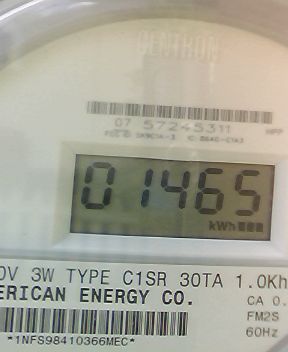 CENTRON
07 57245311
HPP
01465
kWh
0V 3W TYPE C1SR 30TA 1.0Kh
ERICAN ENERGY CO.
CA 0.
FM2S
60Hz
*1NFS98410366MEC*